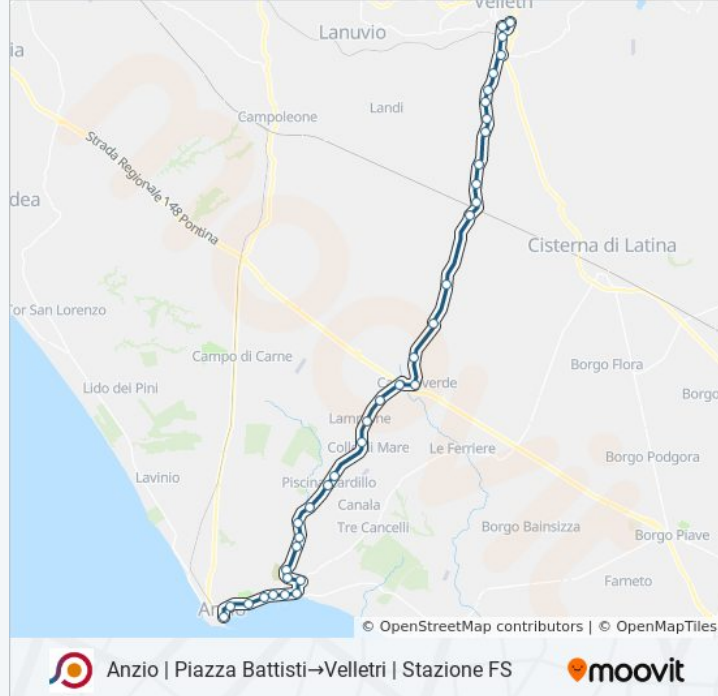 Velletri
Lanuvio
Landi
Campoleone
Strada Regionale 148 Pontina
dea
Cisterna di Latina
Tor San Lorenzo
Campo di Carne
Borgo Flora
Lido dei Pini
Borgo
Le Ferriere
Borgo Podgora
Lavinio
Canala
Tre Cancelli
Borgo Bainsizza
Borgo Piave
Fameto
moovit
© OpenStreetMap contributors | © OpenMapTiles
Anzio | Piazza Battisti→Velletri | Stazione FS
moovit